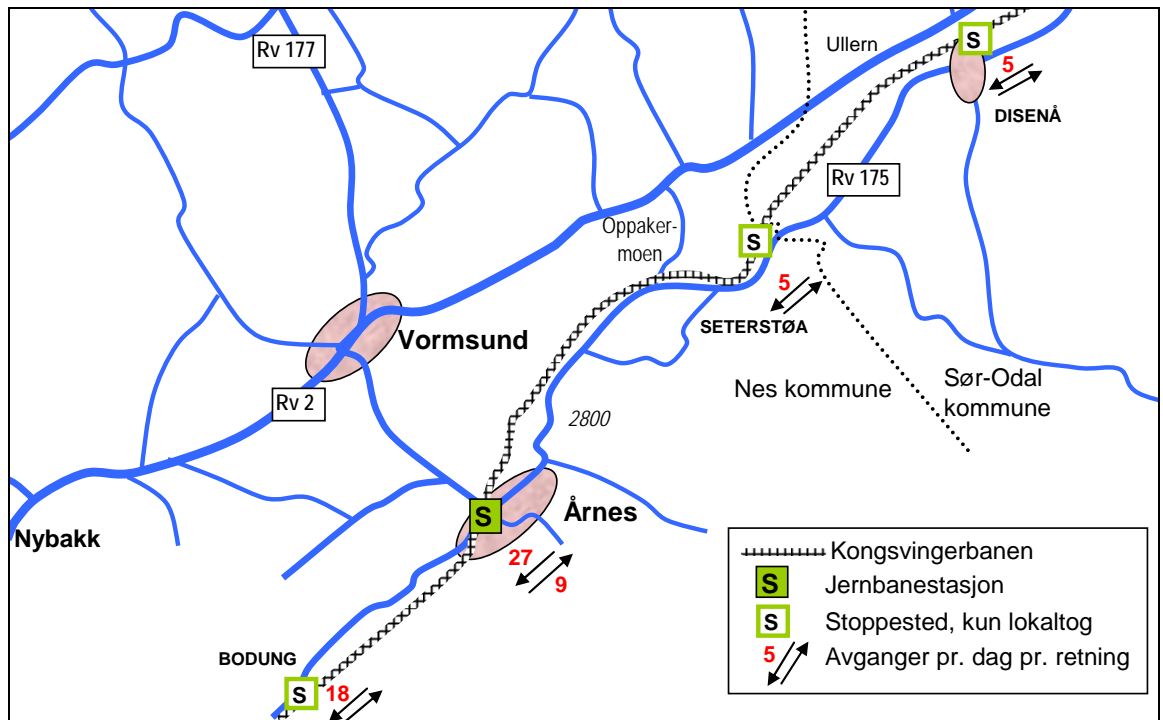 Rv 177
Ullern
S
5
DISENÅ
Rv 175
Oppaker-
moen
S
5
SETERSTØA
Vormsund
Nes kommune
Sør-Odal
kommune
Rv 2
2800
S
Årnes
Nybakk
27
9
BODUNG
S
18
Kongsvingerbanen
S Jernbanestasjon
S Stoppested, kun lokaltog
5 Avganger pr. dag pr. retning